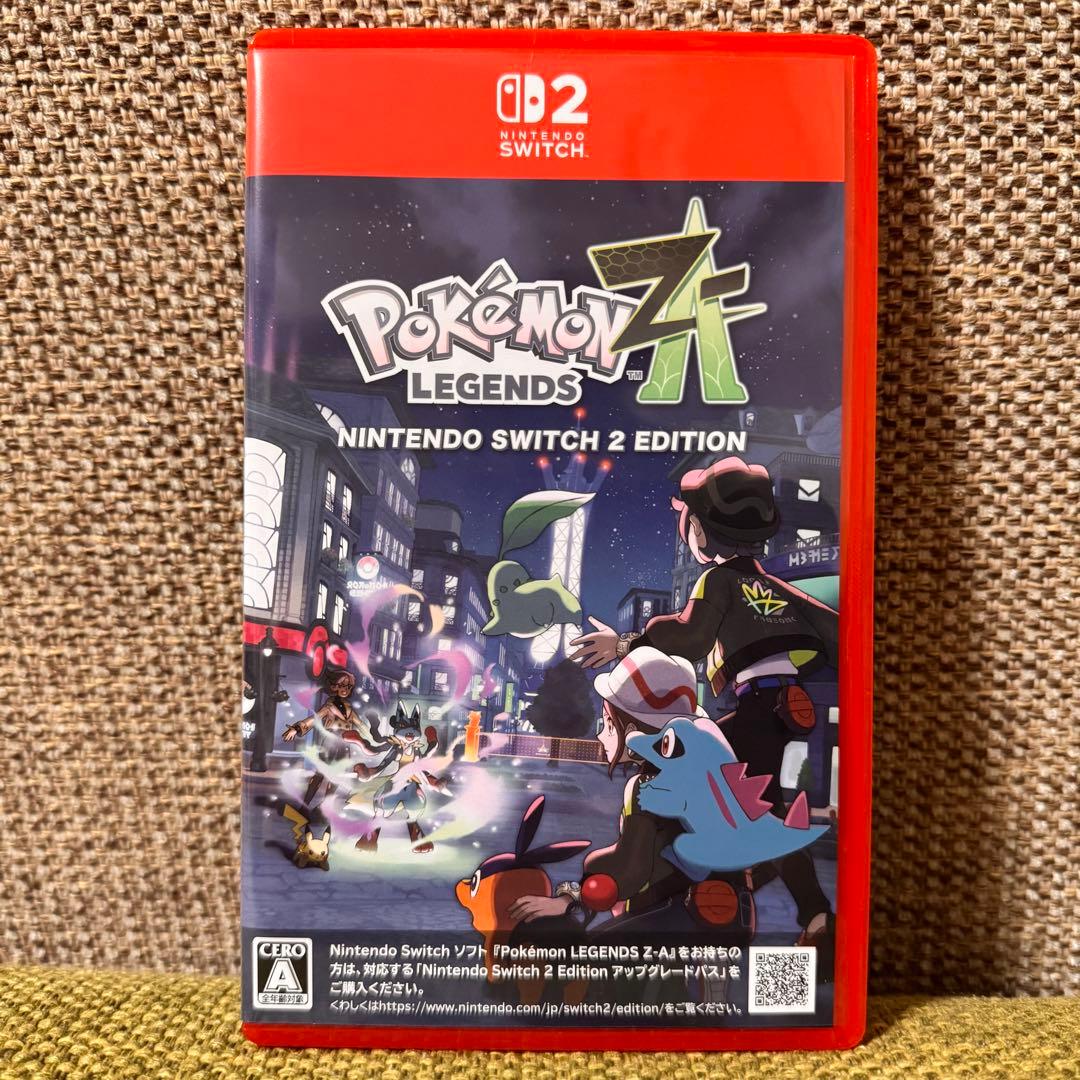 2
NINTENDO
SWITCH™
POKéMON
LEGENDS
ZA
™
NINTENDO SWITCH 2 EDITION
CERO
A
全年齢対象
Nintendo Switch ソフト『Pokémon LEGENDS Z-A』をお持ちの
方は、対応する「Nintendo Switch 2 Edition アップグレードパス」を
ご購入ください。
くわしくはhttps://www.nintendo.com/jp/switch2/edition/をご覧ください。